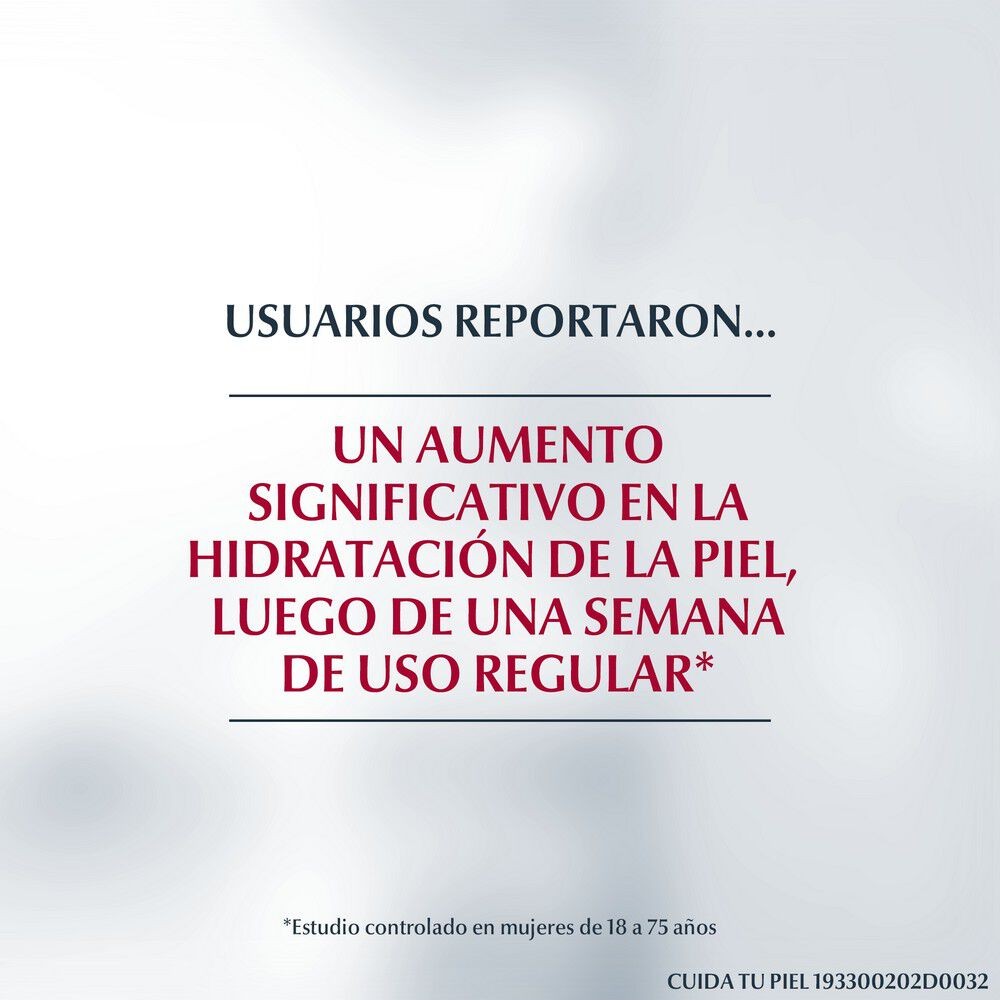 USUARIOS REPORTARON...
UN AUMENTO
SIGNIFICATIVO EN LA
HIDRATACIÓN DE LA PIEL,
LUEGO DE UNA SEMANA
DE USO REGULAR*
*Estudio controlado en mujeres de 18 a 75 años
CUIDA TU PIEL 193300202D0032